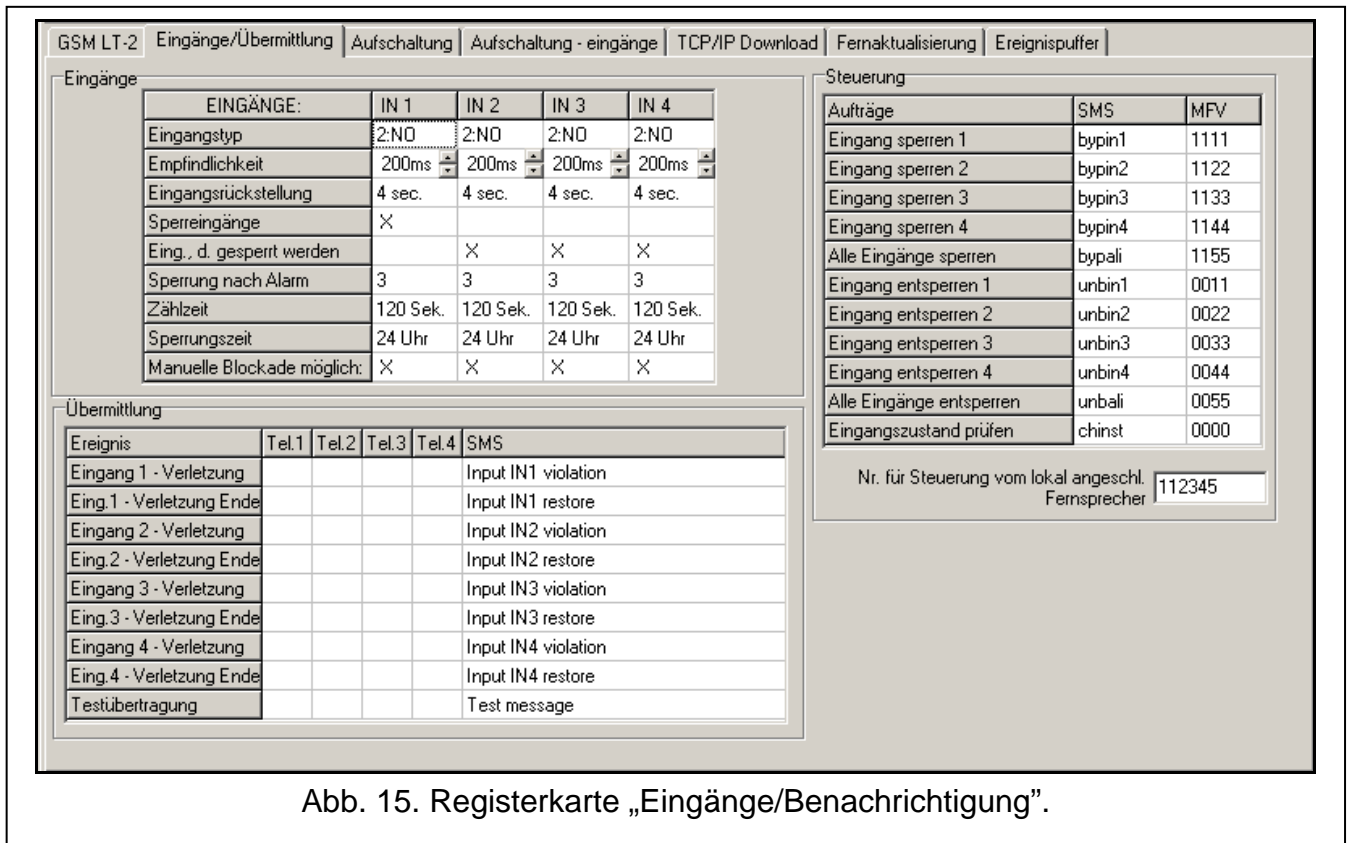 GSM LT-2 Eingänge/Übermittlung Aufschaltung Aufschaltung - eingänge TCP/IP Download Fernaktualisierung Ereignispuffer
Eingänge
EINGÄNGE: IN 1 IN 2 IN 3 IN 4
Eingangstyp 2:NO 2:NO 2:NO 2:NO
Empfindlichkeit 200ms 200ms 200ms 200ms
Eingangsrückstellung 4 sec. 4 sec. 4 sec. 4 sec.
Sperreingänge X
Eing., d. gesperrt werden X X X
Sperrung nach Alarm 3 3 3 3
Zählzeit 120 Sek. 120 Sek. 120 Sek. 120 Sek.
Sperrungszeit 24 Uhr 24 Uhr 24 Uhr 24 Uhr
Manuelle Blockade möglich: X X X X
Übermittlung
Ereignis Tel.1 Tel.2 Tel.3 Tel.4 SMS
Eingang 1 - Verletzung Input IN1 violation
Eing.1 - Verletzung Ende Input IN1 restore
Eingang 2 - Verletzung Input IN2 violation
Eing.2 - Verletzung Ende Input IN2 restore
Eingang 3 - Verletzung Input IN3 violation
Eing.3 - Verletzung Ende Input IN3 restore
Eingang 4 - Verletzung Input IN4 violation
Eing.4 - Verletzung Ende Input IN4 restore
Testübertragung Test message
Steuerung
Aufträge SMS MFV
Eingang sperren 1 bypin1 1111
Eingang sperren 2 bypin2 1122
Eingang sperren 3 bypin3 1133
Eingang sperren 4 bypin4 1144
Alle Eingänge sperren bypali 1155
Eingang entsperren 1 unbin1 0011
Eingang entsperren 2 unbin2 0022
Eingang entsperren 3 unbin3 0033
Eingang entsperren 4 unbin4 0044
Alle Eingänge entsperren unbali 0055
Eingangszustand prüfen chinst 0000
Nr. für Steuerung vom lokal angeschl.
Fernsprecher 112345
Abb. 15. Registerkarte „Eingänge/Benachrichtigung”.